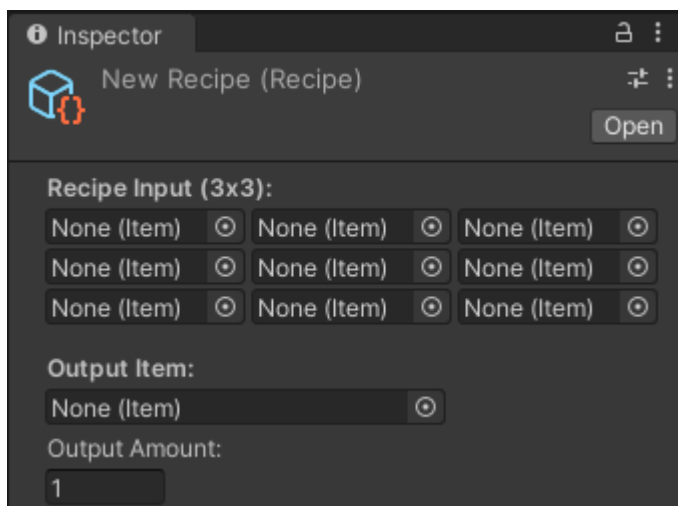 Inspector
New Recipe (Recipe)
Open
Recipe Input (3x3):
None (Item) None (Item) None (Item)
None (Item) None (Item) None (Item)
None (Item) None (Item) None (Item)
Output Item:
None (Item)
Output Amount:
1